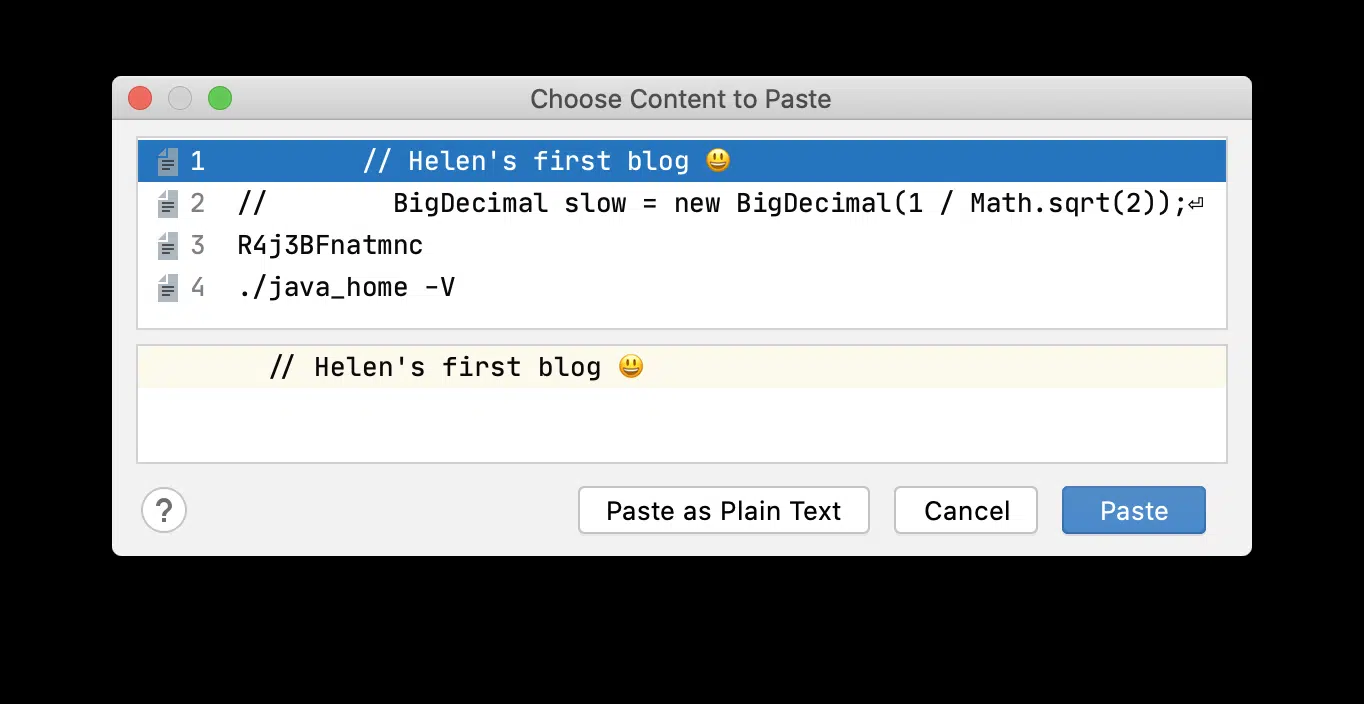 Choose Content to Paste
1 // Helen's first blog 😃
2 // BigDecimal slow = new BigDecimal(1 / Math.sqrt(2));⏎
3 R4j3BFnatmnc
4 ./java_home -V
// Helen's first blog 😃
? Paste as Plain Text Cancel Paste